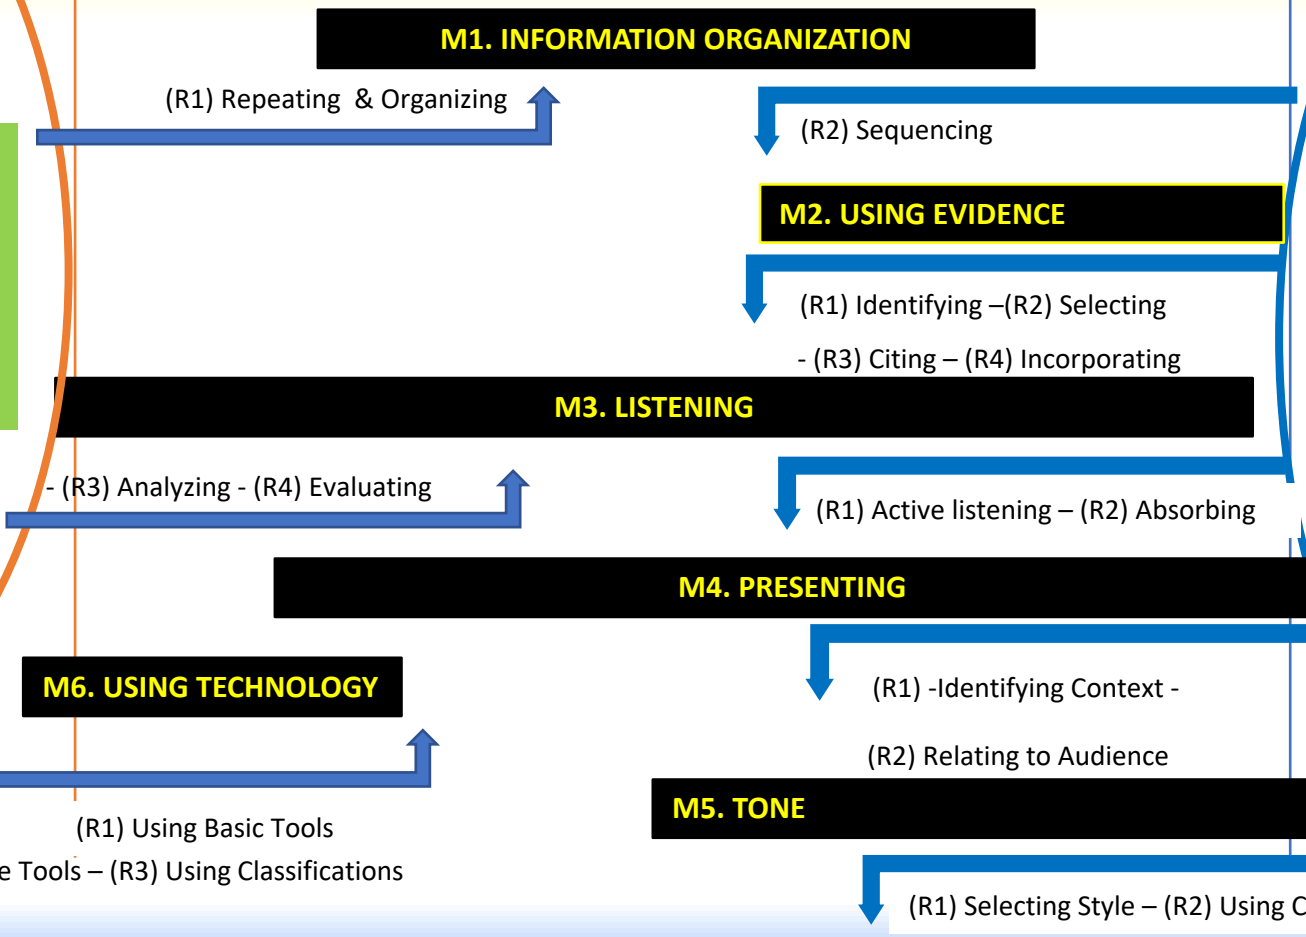 M1. INFORMATION ORGANIZATION
(R1) Repeating & Organizing
(R2) Sequencing
M2. USING EVIDENCE
(R1) Identifying –(R2) Selecting
- (R3) Citing – (R4) Incorporating
M3. LISTENING
- (R3) Analyzing - (R4) Evaluating
(R1) Active listening – (R2) Absorbing
M4. PRESENTING
M6. USING TECHNOLOGY
(R1) -Identifying Context -
(R2) Relating to Audience
M5. TONE
(R1) Using Basic Tools
e Tools – (R3) Using Classifications
(R1) Selecting Style – (R2) Using C